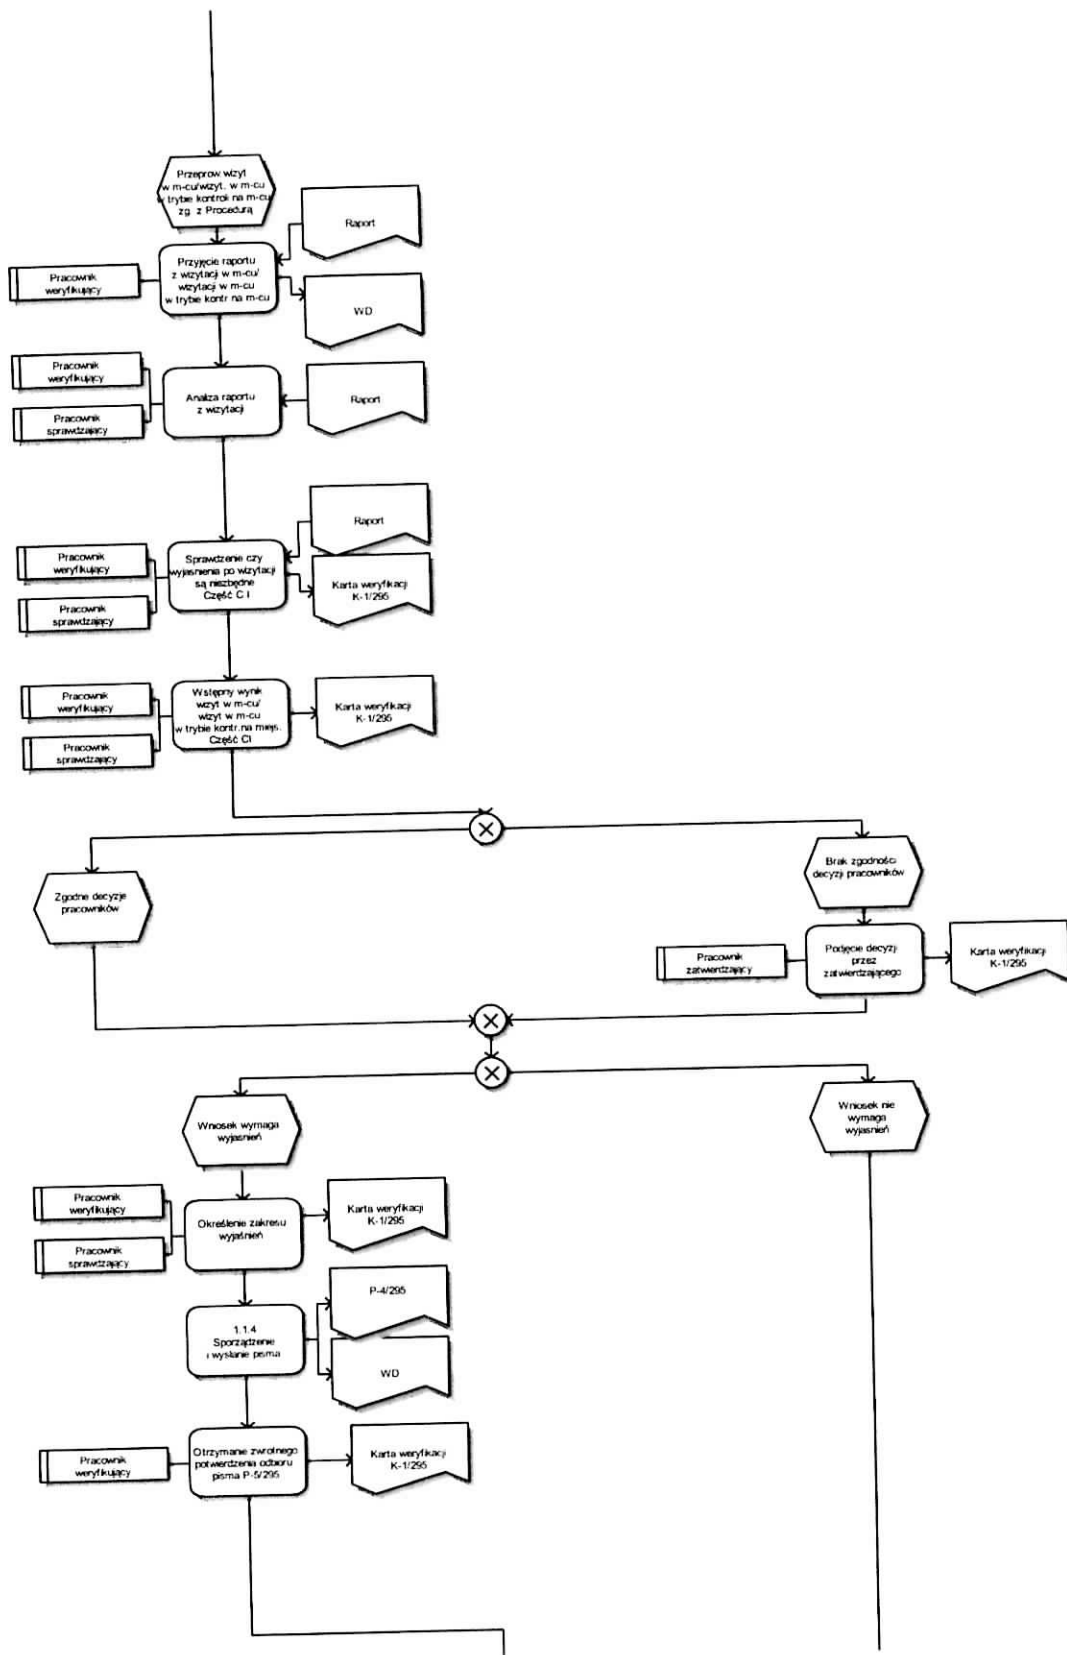 Przeprow wizyt
w m-cu/wizyt. w m-cu
w trybie kontroli na m-cu
zg. z Procedurą
Raport
Przyjęcie raportu
z wizytacji w m-cu/
wizytacji w m-cu
w trybie kontr na m-cu
Pracownik
weryfikujący
WD
Pracownik
weryfikujący
Pracownik
sprawdzający
Analiza raportu
z wizytacji
Raport
Raport
Pracownik
weryfikujący
Pracownik
sprawdzający
Sprawdzenie czy
wyjasnienia po wizytacji
są niezbędne
Część C I
Karta weryfikacji
K-1/295
Pracownik
weryfikujący
Pracownik
sprawdzający
Wstępny wynik
wizyt w m-cu/
wizyt w m-cu
w trybie kontr.na miejs.
Część CI
Karta weryfikacji
K-1/295
Zgodne decyzje
pracowników
Brak zgodności
decyzji pracowników
Pracownik
zatwierdzający
Podjęcie decyzji
przez
zatwierdzającego
Karta weryfikacji
K-1/295
Wniosek wymaga
wyjasnień
Wniosek nie
wymaga
wyjasnień
Pracownik
weryfikujący
Pracownik
sprawdzający
Określenie zakresu
wyjaśnień
Karta weryfikacji
K-1/295
1.1.4
Sporządzenie
i wysłanie pisma
P-4/295
WD
Pracownik
weryfikujący
Otrzymanie zwrotnego
potwierdzenia odbioru
pisma P-5/295
Karta weryfikacji
K-1/295